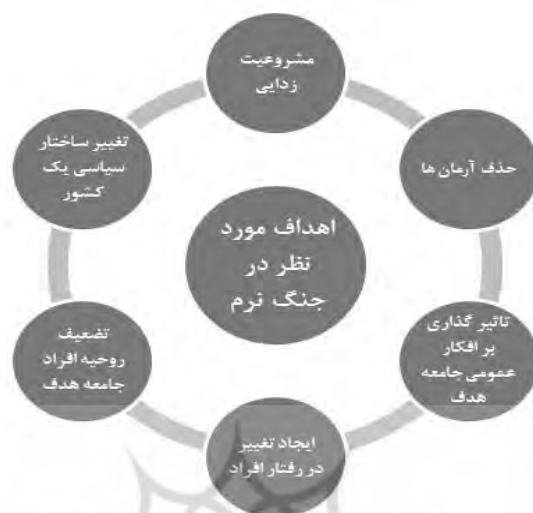 مشروعیت
زدایی
حذف آرمان ها
تاثیر گذاری
بر افکار
عمومی جامعه
هدف
ایجاد تغییر
در رفتار افراد
تضعیف
روحیه افراد
جامعه هدف
تغییر ساختار
سیاسی یک
کشور
اهداف مورد
نظر در
جنگ نرم